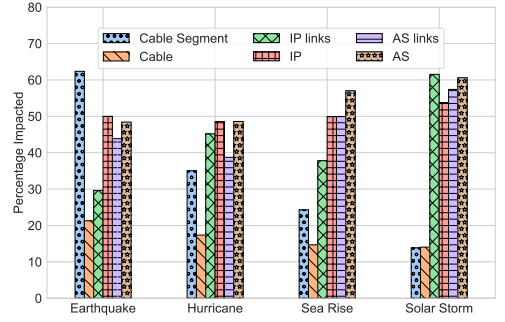 80
70
60
50
40
30
20
10
0
Percentage Impacted
Cable Segment
IP links
AS links
Cable
IP
AS
Earthquake
Hurricane
Sea Rise
Solar Storm